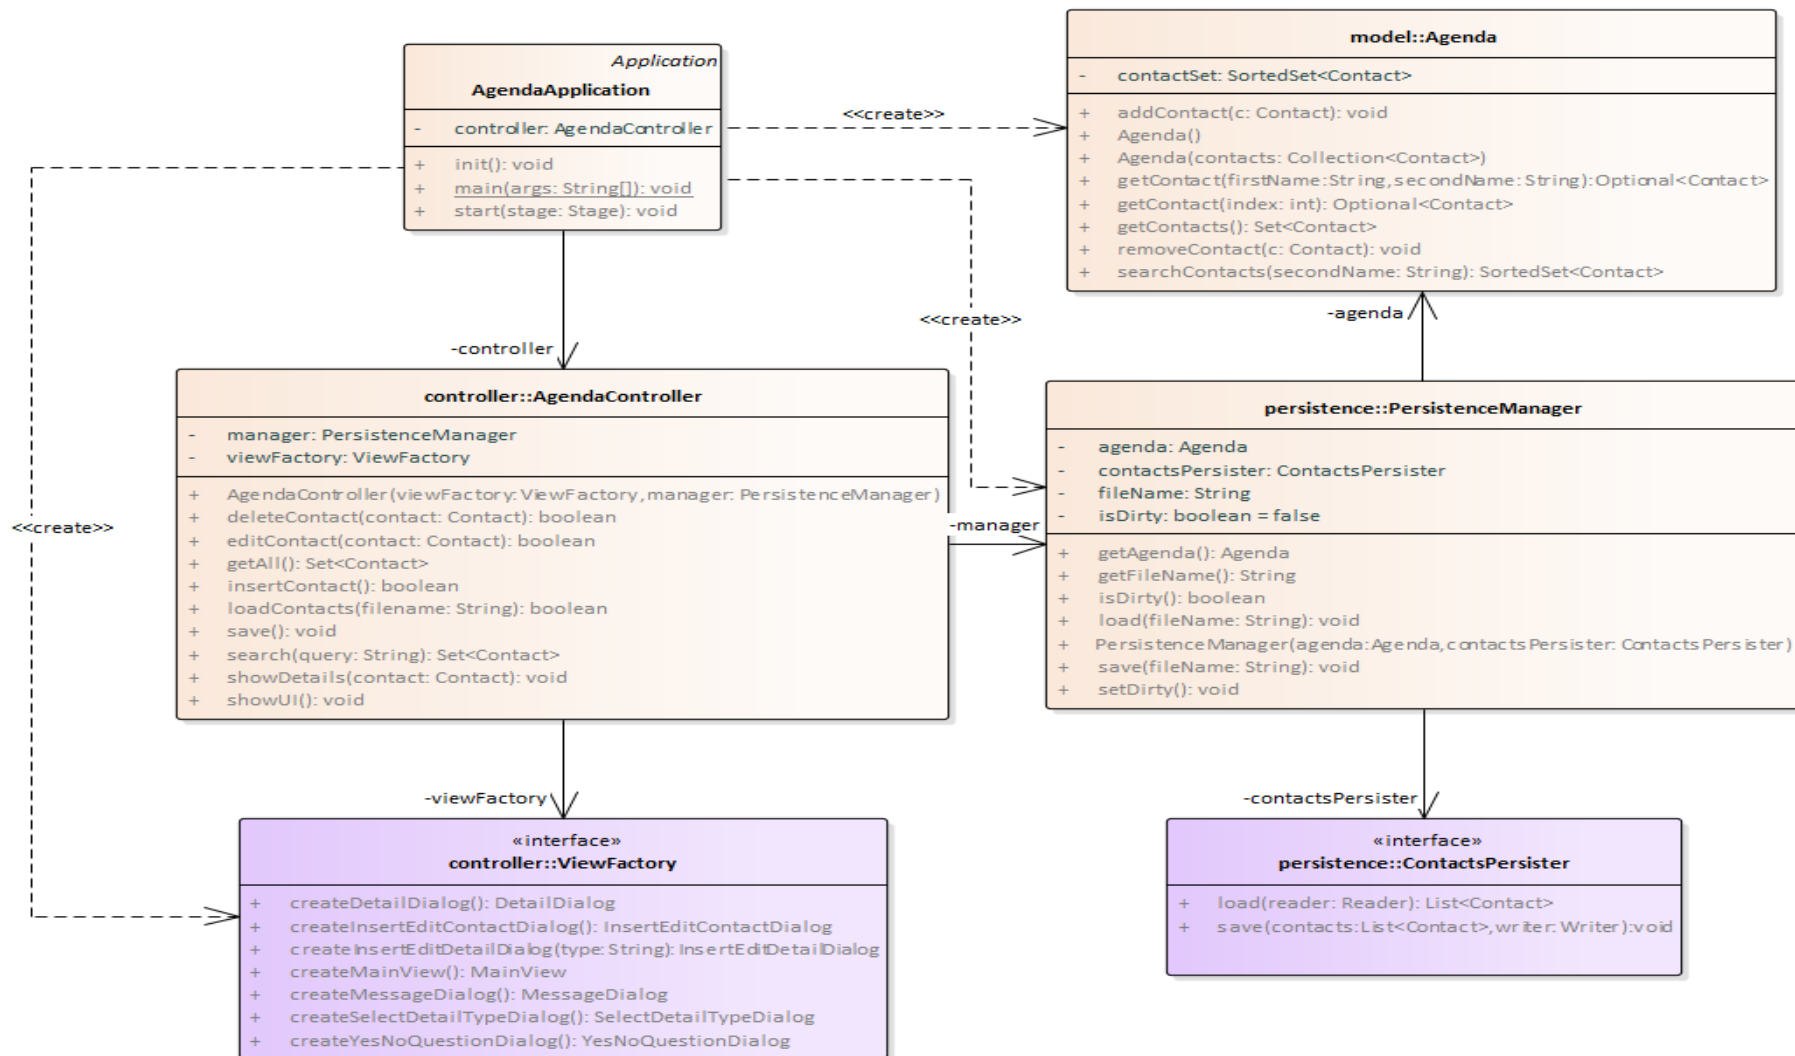 Application
AgendaApplication
- controller: AgendaController
+ init(): void
+ main(args: String[]): void
+ start(stage: Stage): void
<<create>>
model::Agenda
- contactSet: SortedSet<Contact>
+ addContact(c: Contact): void
+ Agenda()
+ Agenda(contacts: Collection<Contact>)
+ getContact(firstName:String,secondName:String):Optional<Contact>
+ getContact(index: int): Optional<Contact>
+ getContacts(): Set<Contact>
+ removeContact(c: Contact): void
+ searchContacts(secondName: String): SortedSet<Contact>
<<create>>
-agenda
-controller
controller::AgendaController
- manager: PersistenceManager
- viewFactory: ViewFactory
+ AgendaController(viewFactory:ViewFactory,manager: PersistenceManager)
+ deleteContact(contact: Contact): boolean
+ editContact(contact: Contact): boolean
+ getAll(): Set<Contact>
+ insertContact(): boolean
+ loadContacts(filename: String): boolean
+ save(): void
+ search(query: String): Set<Contact>
+ showDetails(contact: Contact): void
+ showUI(): void
<<create>>
-manager
persistence::PersistenceManager
- agenda: Agenda
- contactsPersister: ContactsPersister
- fileName: String
- isDirty: boolean = false
+ getAgenda(): Agenda
+ getFileName(): String
+ isDirty(): boolean
+ load(fileName: String): void
+ PersistenceManager(agenda:Agenda,contactsPersister: ContactsPersister)
+ save(fileName: String): void
+ setDirty(): void
-viewFactory
«interface»
controller::ViewFactory
+ createDetailDialog(): DetailDialog
+ createInsertEditContactDialog(): InsertEditContactDialog
+ createInsertEditDetailDialog(type: String): InsertEditDetailDialog
+ createMainView(): MainView
+ createMessageDialog(): MessageDialog
+ createSelectDetailTypeDialog(): SelectDetailTypeDialog
+ createYesNoQuestionDialog(): YesNoQuestionDialog
-contactsPersister
«interface»
persistence::ContactsPersister
+ load(reader: Reader): List<Contact>
+ save(contacts:List<Contact>,writer: Writer):void